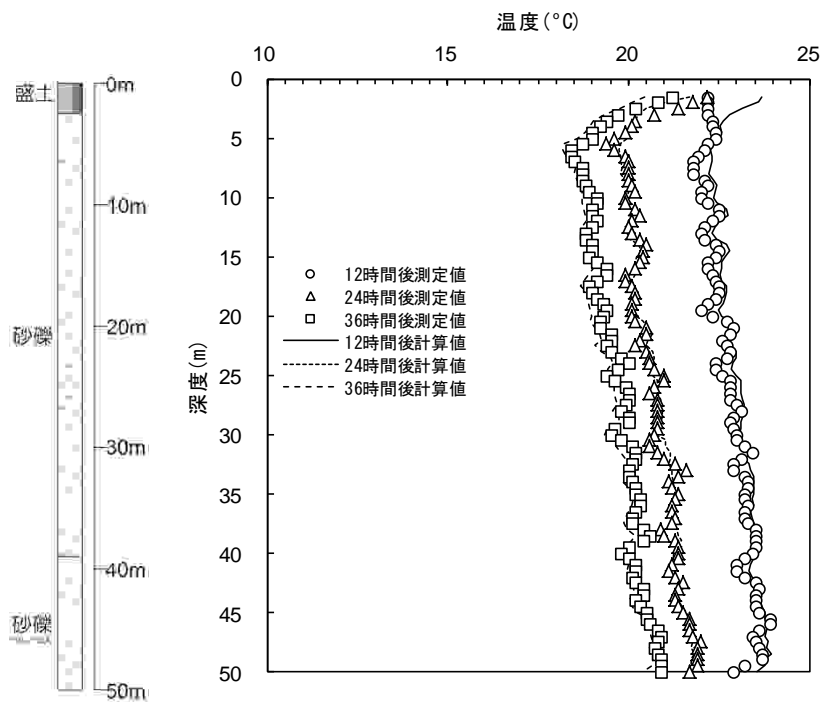 温度(°C)
10 15 20 25
0
5
10
15
20
25
30
35
40
45
50
深度(m)
12時間後測定値
24時間後測定値
36時間後測定値
12時間後計算値
24時間後計算値
36時間後計算値
盛土
砂礫
砂礫
0m
10m
20m
30m
40m
50m